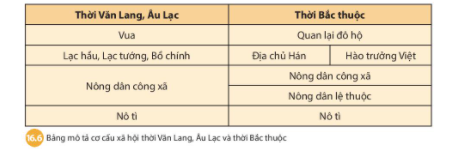 Thời Văn Lang, Âu Lạc Thời Bắc thuộc
Vua Quan lại đô hộ
Lạc hầu, Lạc tướng, Bồ chính Địa chủ Hán Hào trưởng Việt
Nông dân công xã Nông dân công xã
Nông dân lệ thuộc
Nô tì Nô tì
16.6 Bảng mô tả cơ cấu xã hội thời Văn Lang, Âu Lạc và thời Bắc thuộc